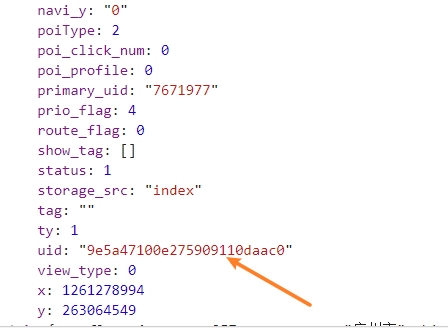 navi_y: "0"
poiType: 2
poi_click_num: 0
poi_profile: 0
primary_uid: "7671977"
prio_flag: 4
route_flag: 0
show_tag: []
status: 1
storage_src: "index"
tag: ""
ty: 1
uid: "9e5a47100e275909110daac0"
view_type: 0
x: 1261278994
y: 263064549